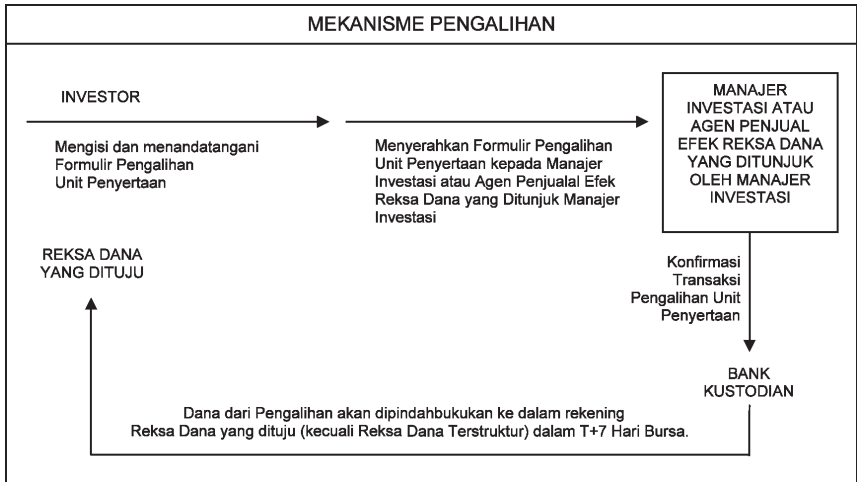 MEKANISME PENGALIHAN
INVESTOR
Mengisi dan menandatangani
Formulir Pengalihan
Unit Penyertaan
Menyerahkan Formulir Pengalihan
Unit Penyertaan kepada Manajer
Investasi atau Agen Penjualal Efek
Reksa Dana yang Ditunjuk Manajer
Investasi
MANAJER
INVESTASI ATAU
AGEN PENJUAL
EFEK REKSA DANA
YANG DITUNJUK
OLEH MANAJER
INVESTASI
Konfirmasi
Transaksi
Pengalihan Unit
Penyertaan
BANK
KUSTODIAN
Dana dari Pengalihan akan dipindahbukukan ke dalam rekening
Reksa Dana yang dituju (kecuali Reksa Dana Terstruktur) dalam T+7 Hari Bursa.
REKSA DANA
YANG DITUJU